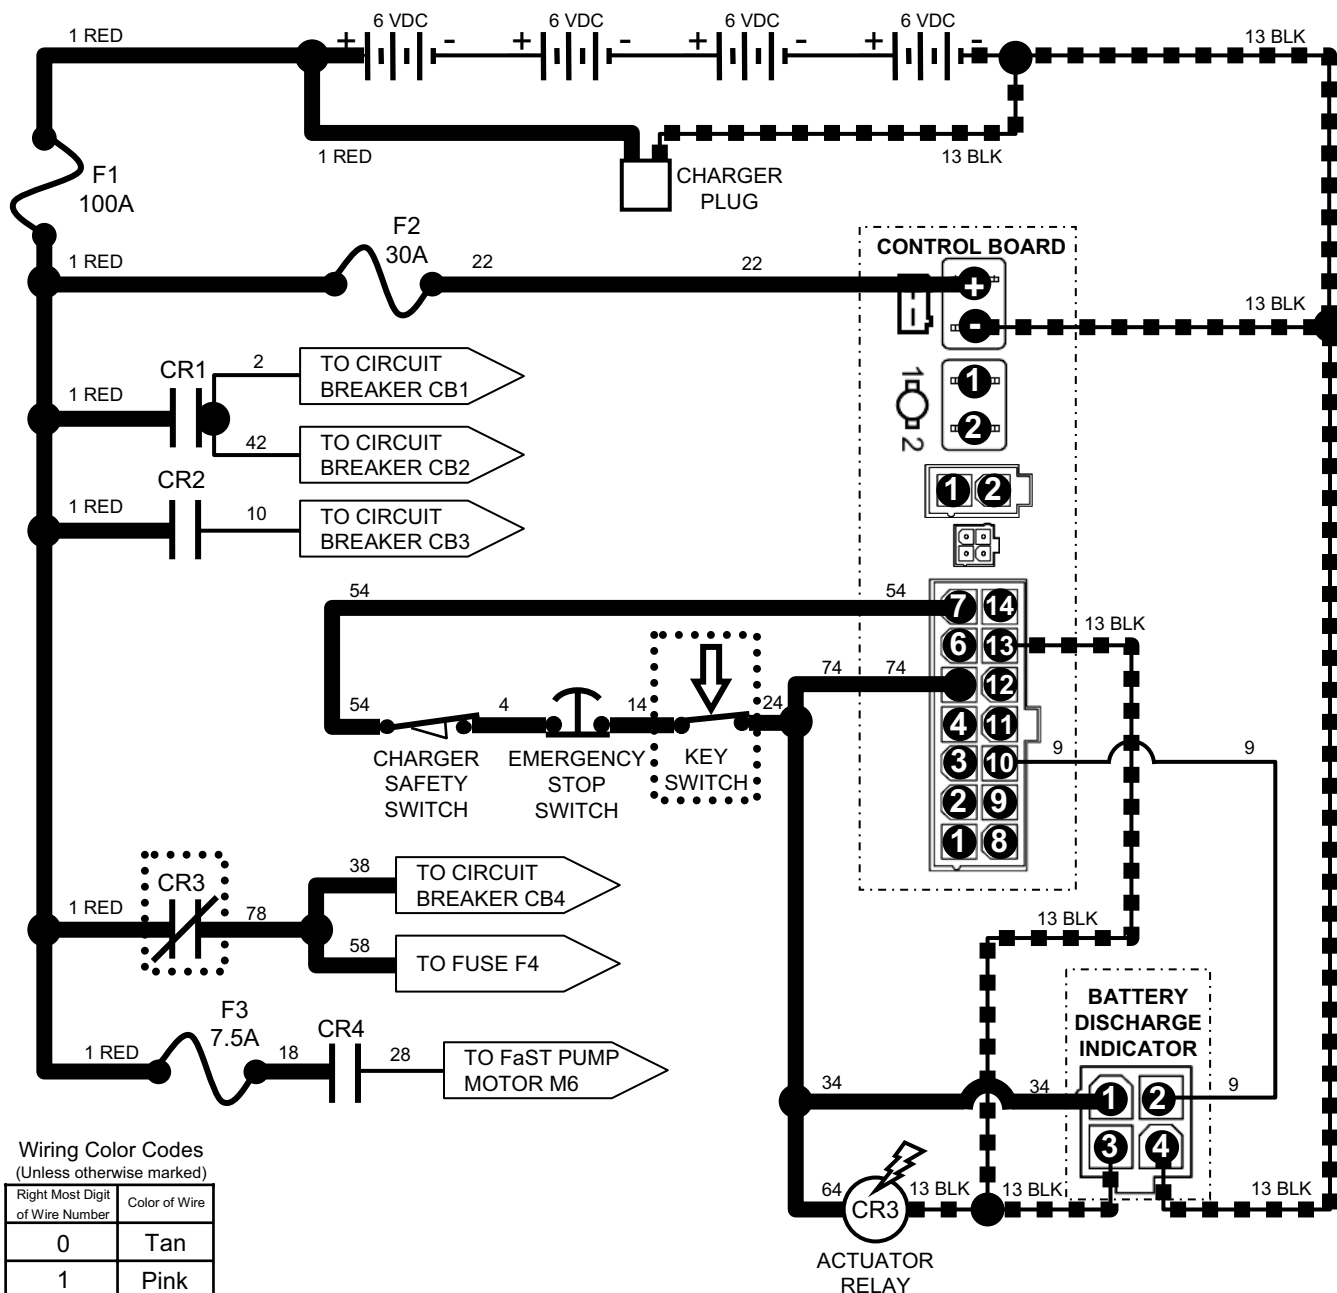 1 RED
+ 6 VDC -
+ 6 VDC -
+ 6 VDC -
+ 6 VDC -
13 BLK
1 RED
13 BLK
CHARGER
PLUG
F1
100A
1 RED
F2
30A
22
22
CONTROL BOARD
+
-
13 BLK
CR1
1 RED
2
TO CIRCUIT
BREAKER CB1
42
TO CIRCUIT
BREAKER CB2
1
2
1
2
CR2
1 RED
10
TO CIRCUIT
BREAKER CB3
1 2
54
54
7 14
6 13
12
4 11
3 10
2 9
1 8
13 BLK
74
74
54
4
14
24
CHARGER
SAFETY
SWITCH
EMERGENCY
STOP
SWITCH
KEY
SWITCH
9
9
CR3
1 RED
78
38
TO CIRCUIT
BREAKER CB4
58
TO FUSE F4
13 BLK
F3
7.5A
1 RED
18
CR4
28
TO FaST PUMP
MOTOR M6
BATTERY
DISCHARGE
INDICATOR
34
34
1 2
3 4
9
64
CR3
13 BLK
13 BLK
13 BLK
ACTUATOR
RELAY
Wiring Color Codes
(Unless otherwise marked)
Right Most Digit
of Wire Number
Color of Wire
0 Tan
1 Pink